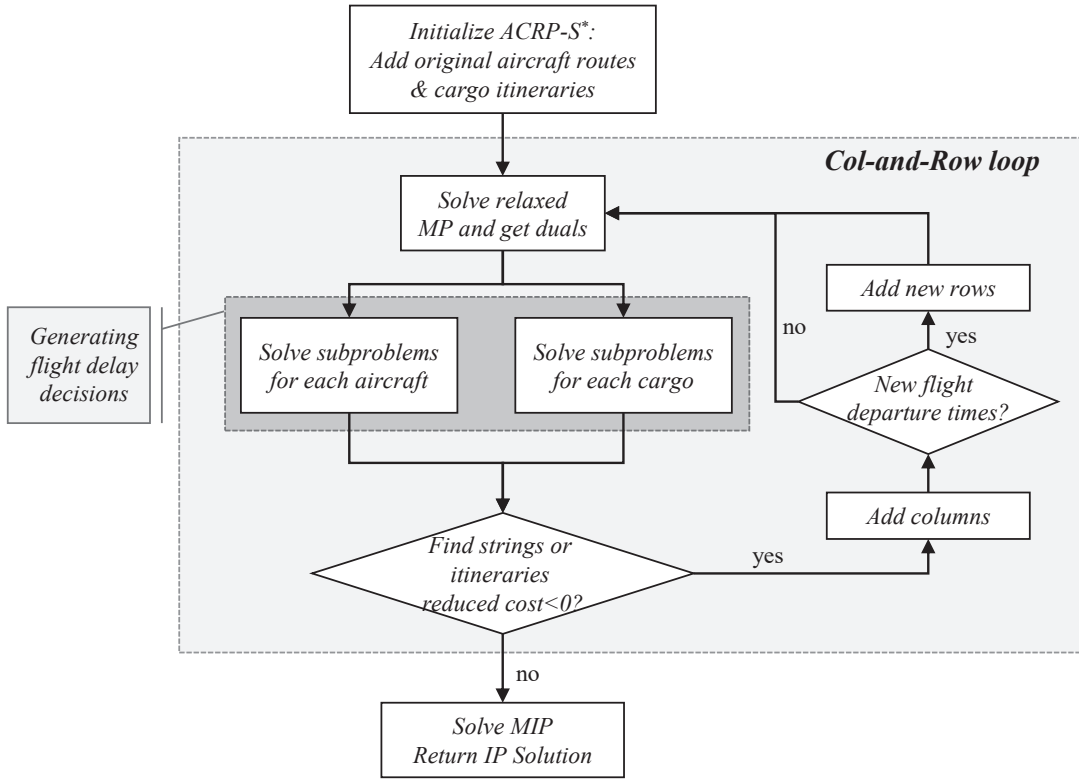 Initialize ACRP-S*:
Add original aircraft routes
& cargo itineraries
Col-and-Row loop
Solve relaxed
MP and get duals
Add new rows
Generating
flight delay
decisions
Solve subproblems
for each aircraft
Solve subproblems
for each cargo
no
yes
New flight
departure times?
Add columns
Find strings or
itineraries
reduced cost<0?
yes
no
Solve MIP
Return IP Solution